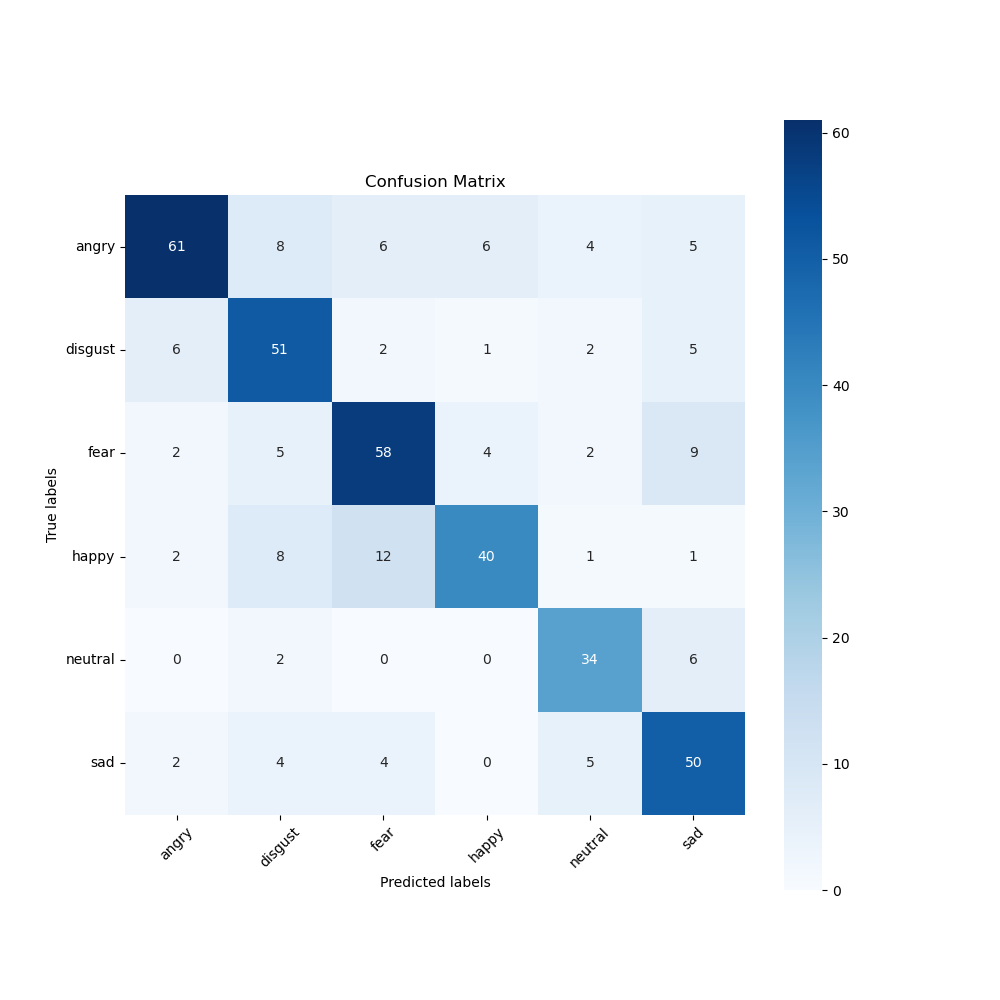 Confusion Matrix
angry 61 8 6 6 4 5
disgust 6 51 2 1 2 5
fear 2 5 58 4 2 9
happy 2 8 12 40 1 1
neutral 0 2 0 0 34 6
sad 2 4 4 0 5 50
angry disgust fear happy neutral sad
Predicted labels
True labels
60
50
40
30
20
10
0